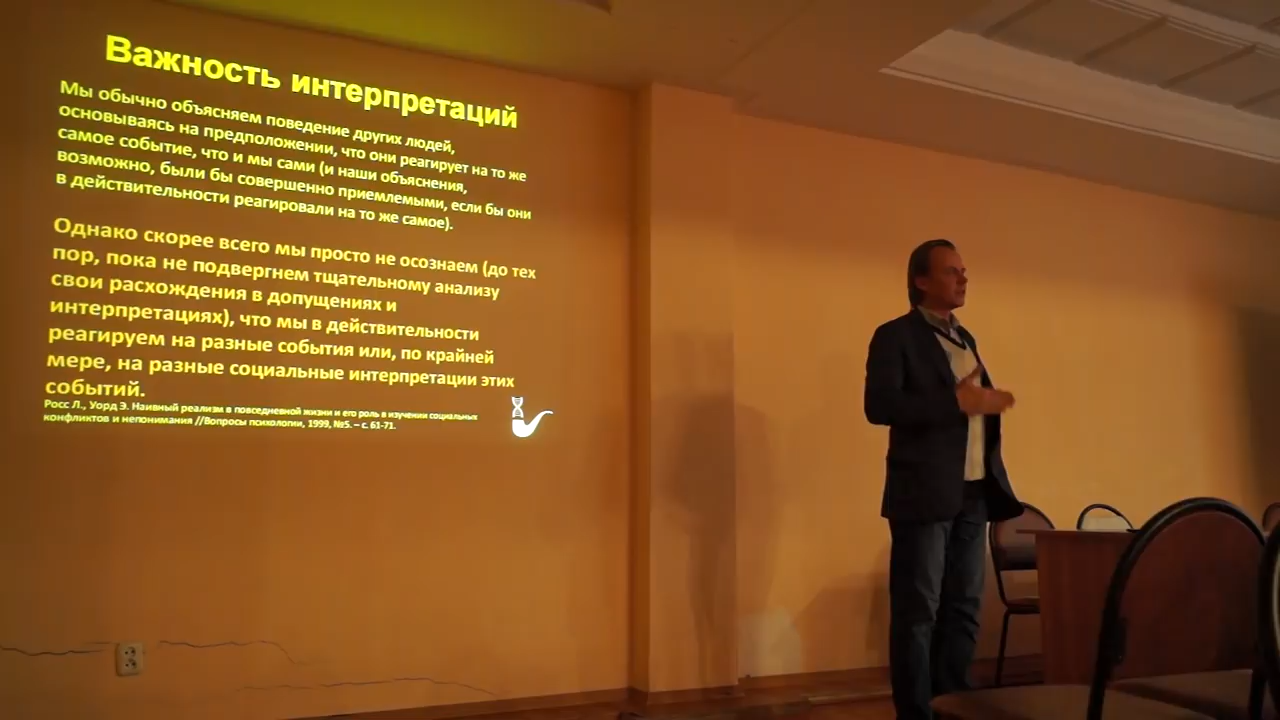 Важность интерпретаций
Мы обычно объясняем поведение других людей,
основываясь на предположении, что они реагирует на то же
самое событие, что и мы сами (и наши объяснения,
возможно, были бы совершенно приемлемыми, если бы они
в действительности реагировали на то же самое).
Однако скорее всего мы просто не осознаем (до тех
пор, пока не подвергнем тщательному анализу
свои расхождения в допущениях и
интерпретациях), что мы в действительности
реагируем на разные события или, по крайней
мере, на разные социальные интерпретации этих
событий.
Росс Л., Уорд Э. Наивный реализм в повседневной жизни и его роль в изучении социальных
конфликтов и непонимания //Вопросы психологии, 1999, №5. – с. 61-71.